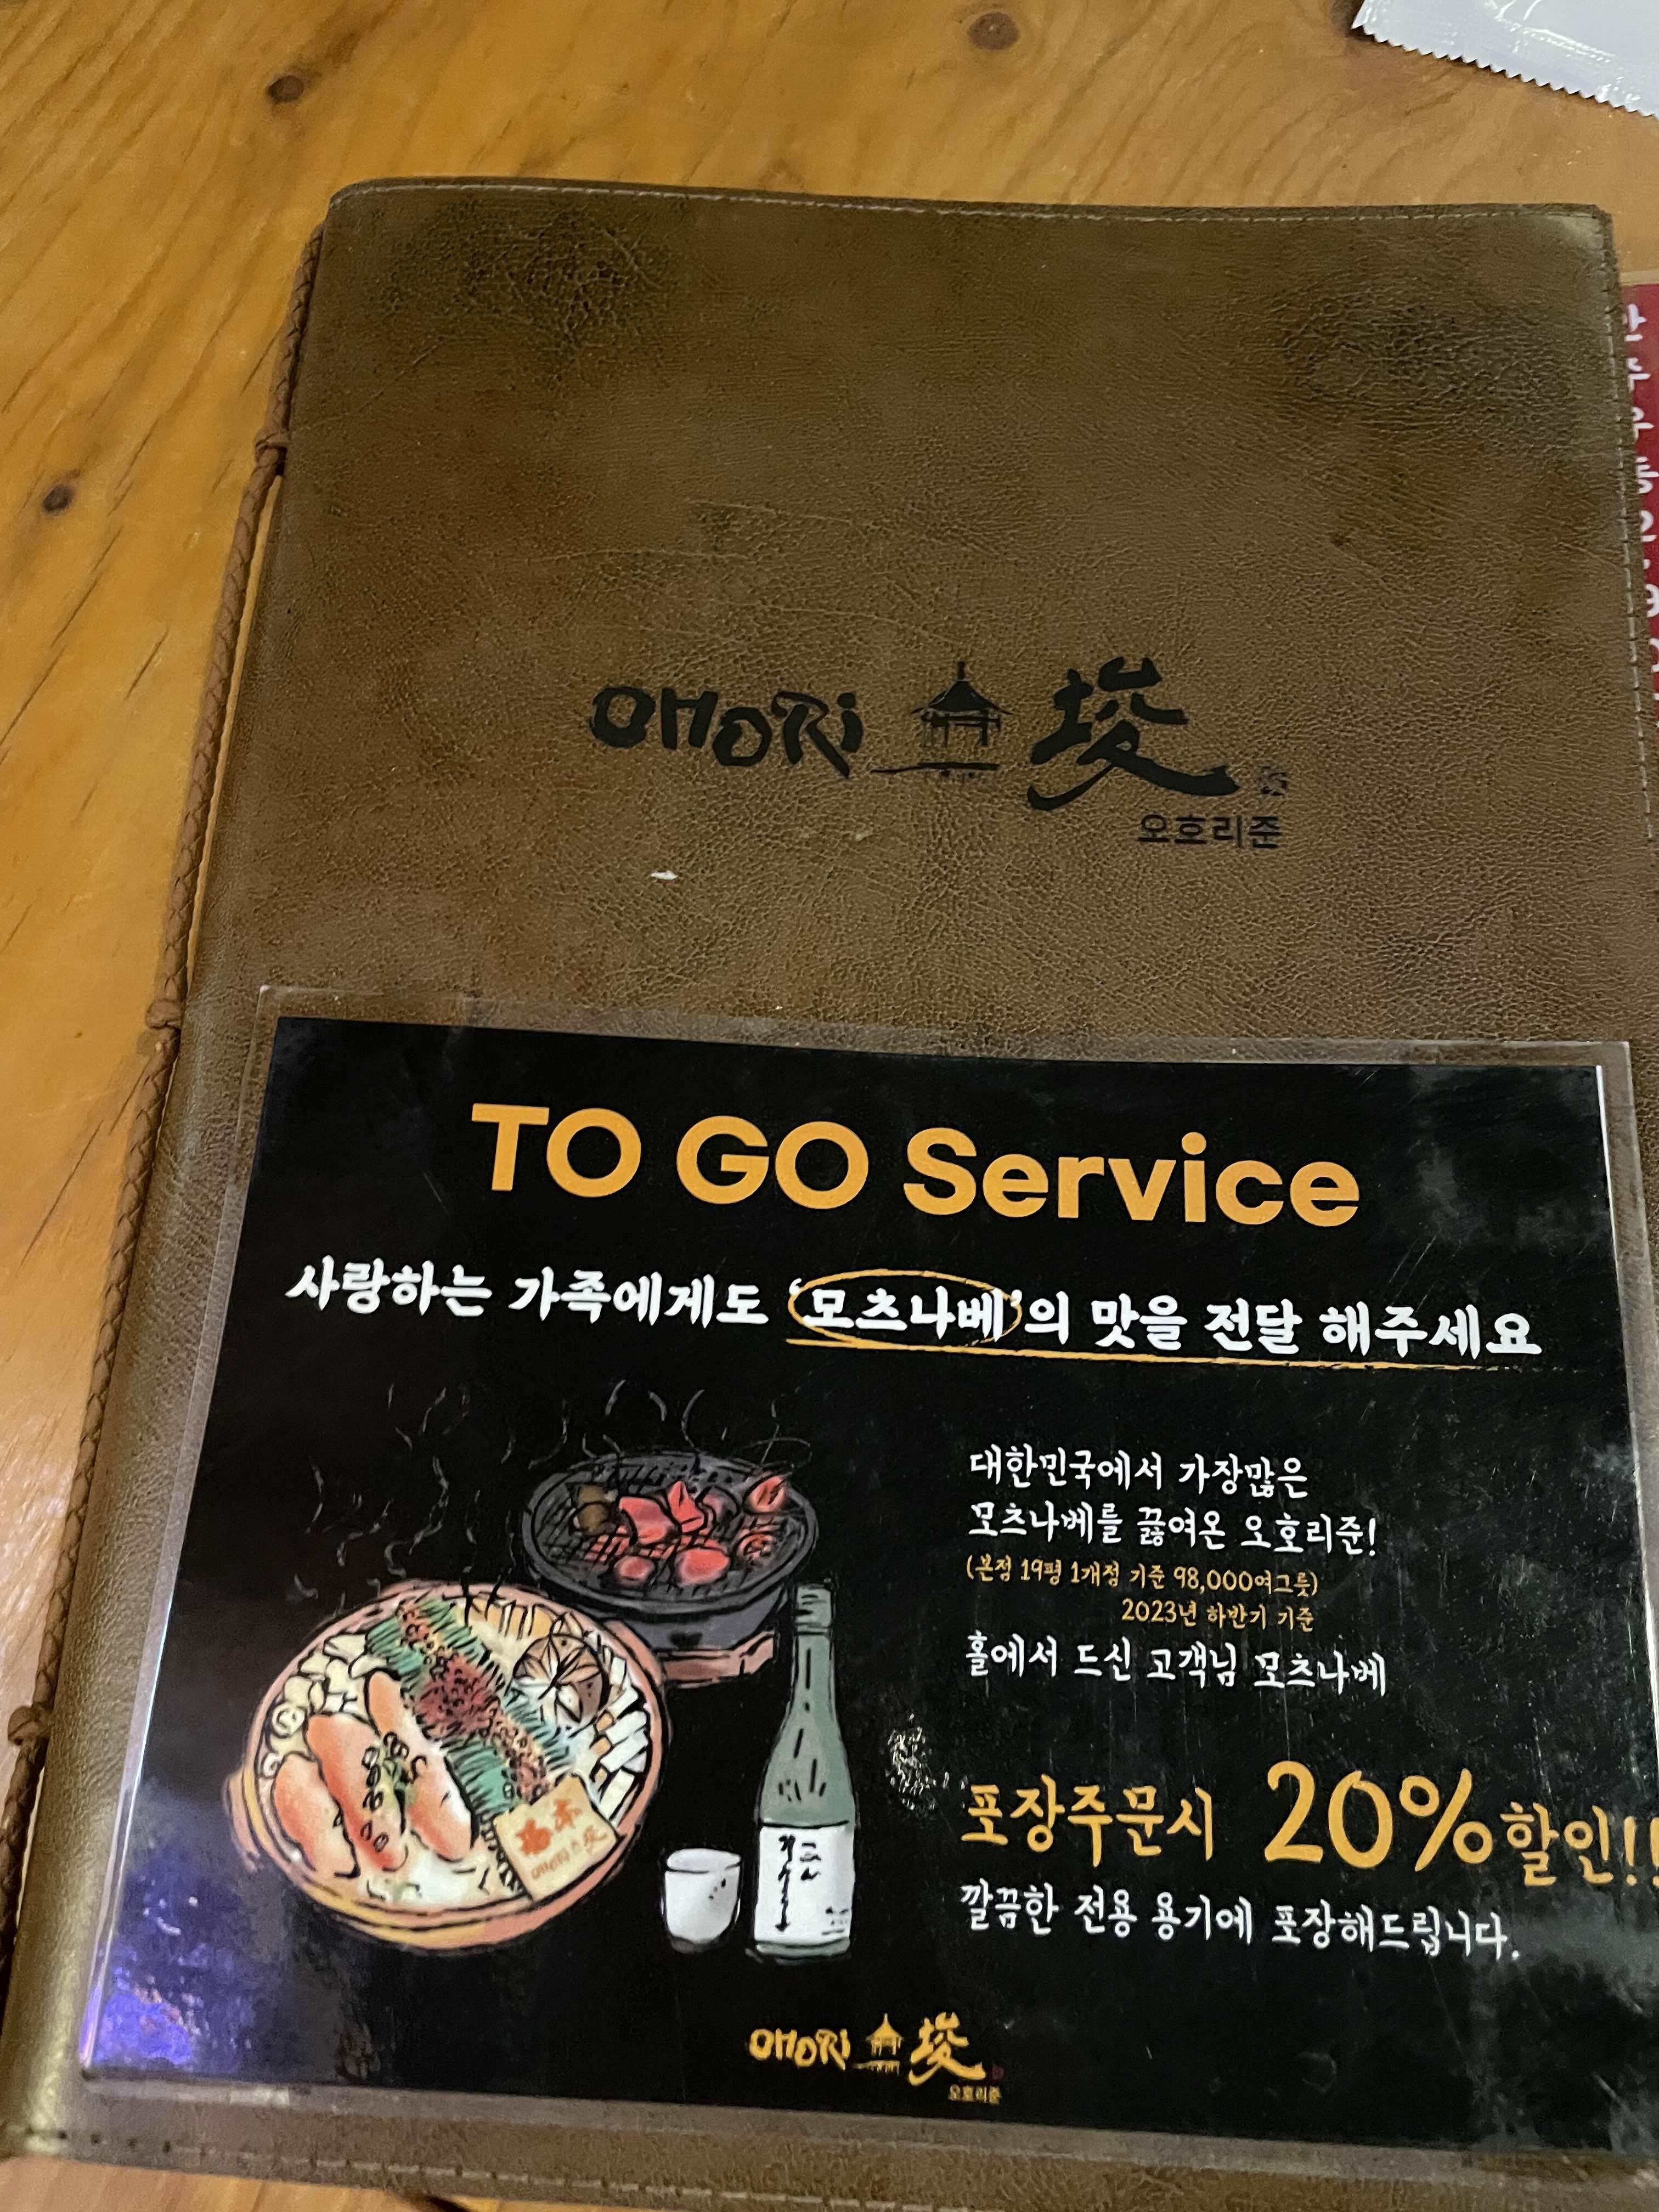 OHORI 埈
오호리준
TO GO Service
사랑하는 가족에게도 '모츠나베'의 맛을 전달 해주세요
대한민국에서 가장많은
모츠나베를 끓여온 오호리준!
(본점 19평 1개점 기준 98,000여그릇)
2023년 하반기 기준
홀에서 드신 고객님 모츠나베
포장주문시 20%할인!!
깔끔한 전용 용기에 포장해드립니다.
OHORI 埈
오호리준